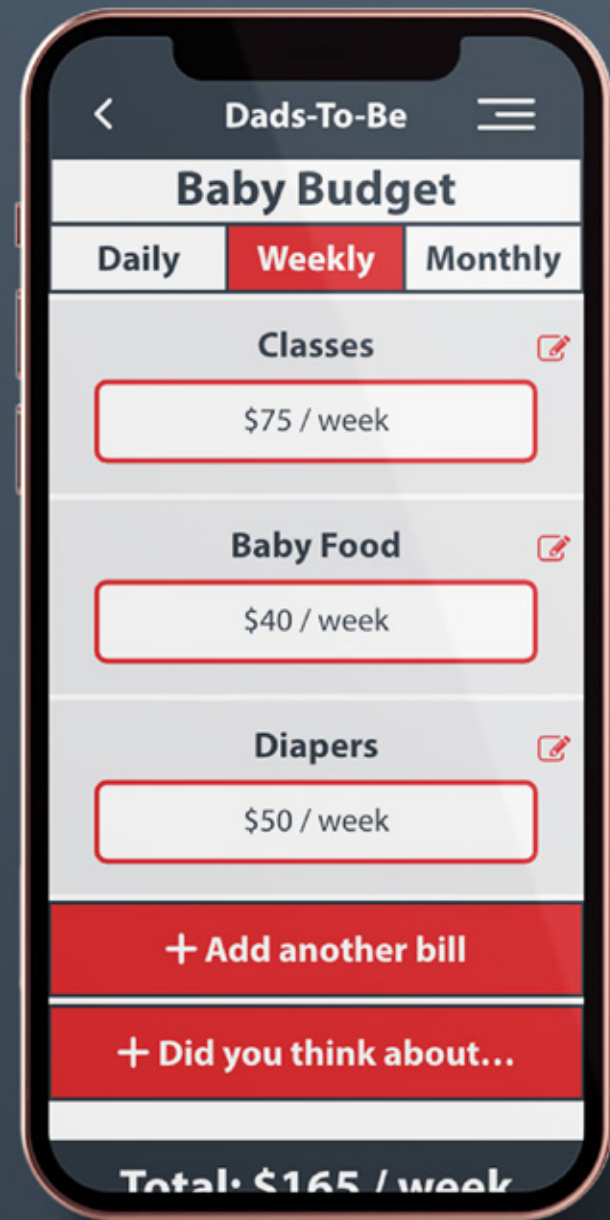 Dads-To-Be
Baby Budget
Daily Weekly Monthly
Classes
$75 / week
Baby Food
$40 / week
Diapers
$50 / week
+ Add another bill
+ Did you think about...
Total: $165 / week